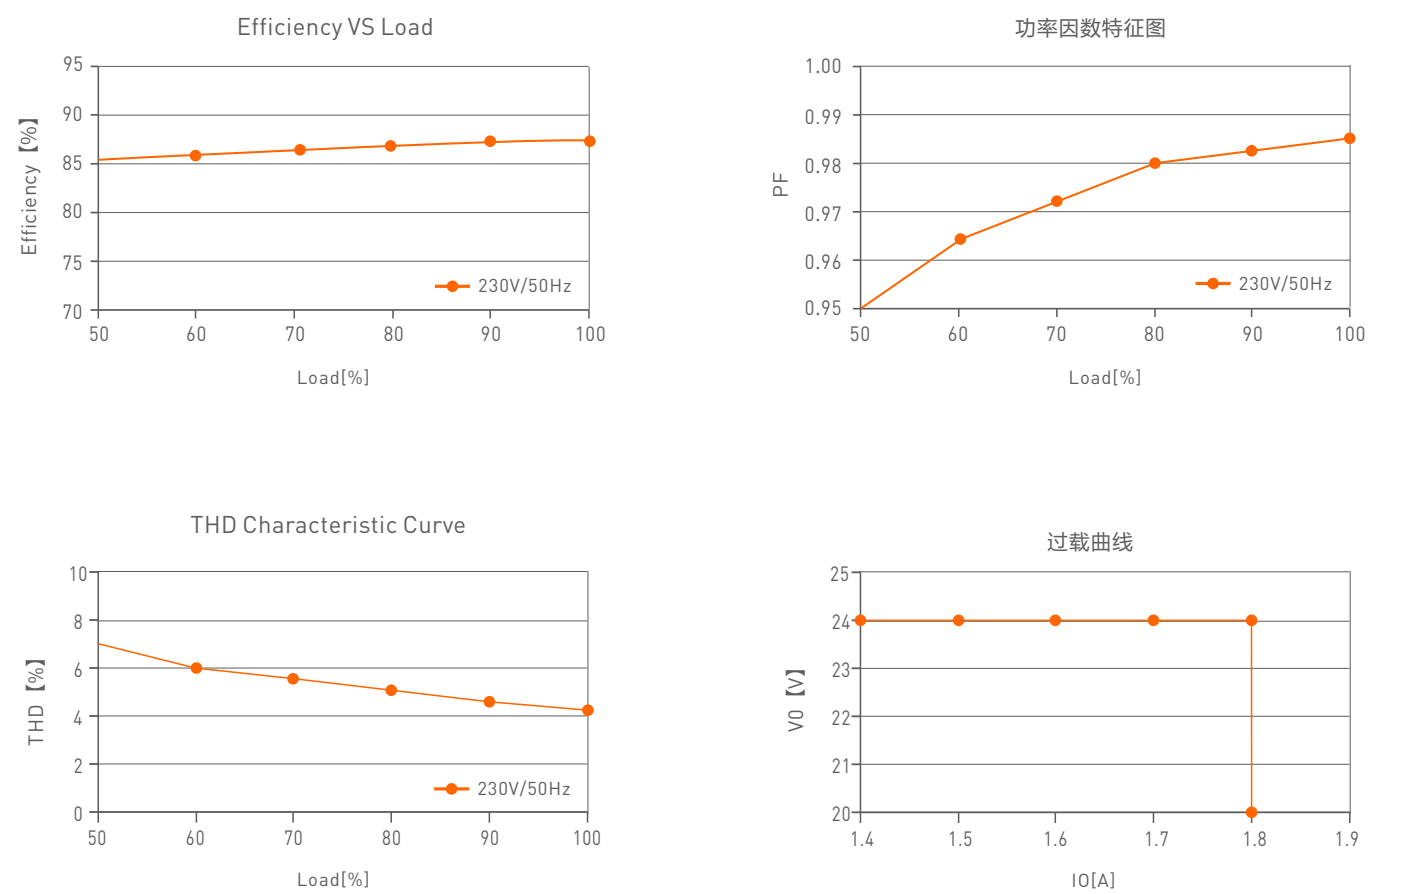 Efficiency VS Load
95
90
85
80
75
70
Efficiency【%】
230V/50Hz
50 60 70 80 90 100
Load[%]
功率因数特征图
1.00
0.99
0.98
0.97
0.96
0.95
PF
230V/50Hz
50 60 70 80 90 100
Load[%]
THD Characteristic Curve
10
8
6
4
2
0
THD【%】
230V/50Hz
50 60 70 80 90 100
Load[%]
过载曲线
25
24
23
22
21
20
V0【V】
1.4 1.5 1.6 1.7 1.8 1.9
IO[A]